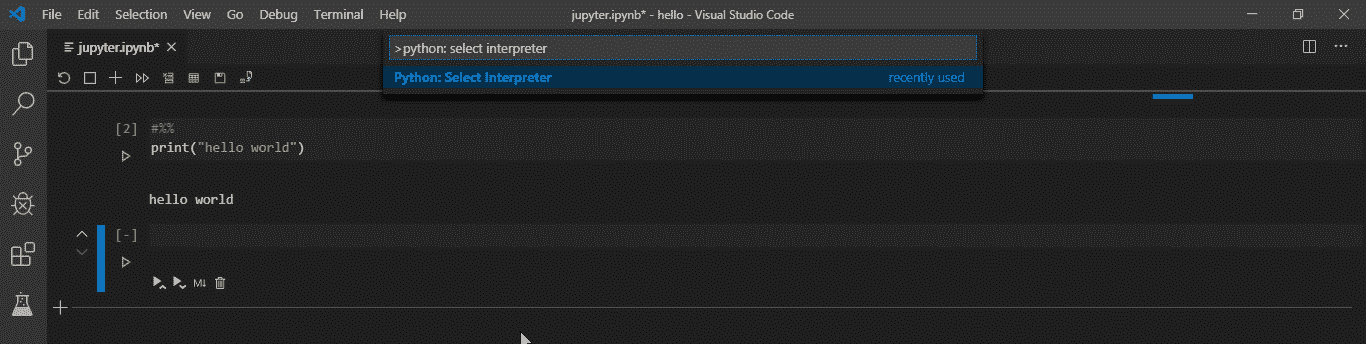 File Edit Selection View Go Debug Terminal Help
jupyter.ipynb* - hello - Visual Studio Code
jupyter.ipynb*
>python: select interpreter
Python: Select Interpreter
recently used
[2]
#%%
print("hello world")
hello world
[-]
M↓